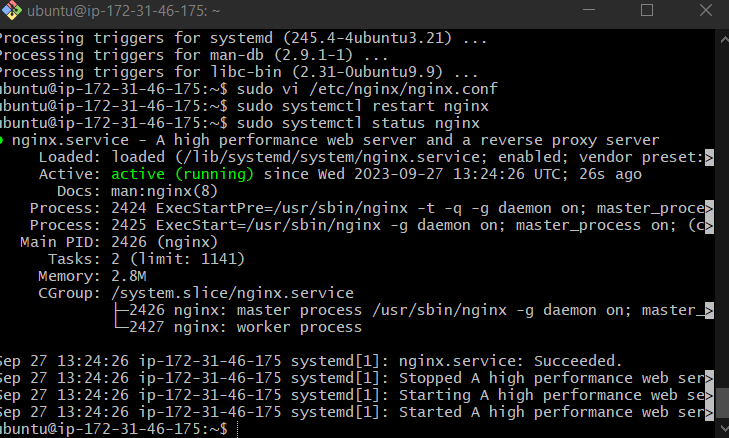 ubuntu@ip-172-31-46-175: ~
Processing triggers for systemd (245.4-4ubuntu3.21) ...
Processing triggers for man-db (2.9.1-1) ...
Processing triggers for libc-bin (2.31-0ubuntu9.9) ...
ubuntu@ip-172-31-46-175:~$ sudo vi /etc/nginx/nginx.conf
ubuntu@ip-172-31-46-175:~$ sudo systemctl restart nginx
ubuntu@ip-172-31-46-175:~$ sudo systemctl status nginx
● nginx.service - A high performance web server and a reverse proxy server
Loaded: loaded (/lib/systemd/system/nginx.service; enabled; vendor preset:>
Active: active (running) since Wed 2023-09-27 13:24:26 UTC; 26s ago
Docs: man:nginx(8)
Process: 2424 ExecStartPre=/usr/sbin/nginx -t -q -g daemon on; master_proce>
Process: 2425 ExecStart=/usr/sbin/nginx -g daemon on; master_process on; (c>
Main PID: 2426 (nginx)
Tasks: 2 (limit: 1141)
Memory: 2.8M
CGroup: /system.slice/nginx.service
├─2426 nginx: master process /usr/sbin/nginx -g daemon on; master_>
└─2427 nginx: worker process
Sep 27 13:24:26 ip-172-31-46-175 systemd[1]: nginx.service: Succeeded.
Sep 27 13:24:26 ip-172-31-46-175 systemd[1]: Stopped A high performance web ser>
Sep 27 13:24:26 ip-172-31-46-175 systemd[1]: Starting A high performance web se>
Sep 27 13:24:26 ip-172-31-46-175 systemd[1]: Started A high performance web ser>
ubuntu@ip-172-31-46-175:~$